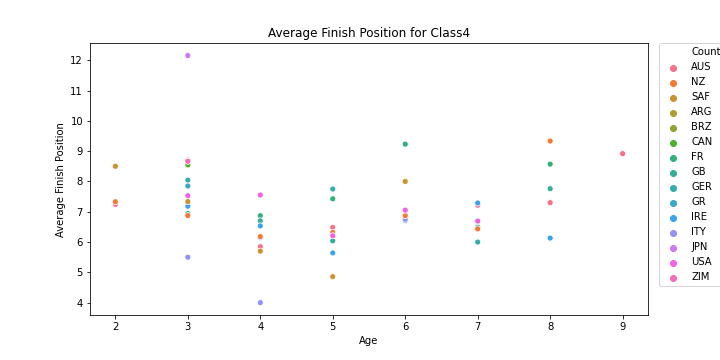 Average Finish Position for Class4
Average Finish Position
12
11
10
9
8
7
6
5
4
2 3 4 5 6 7 8 9
Age
Count
AUS
NZ
SAF
ARG
BRZ
CAN
FR
GB
GER
GR
IRE
ITY
JPN
USA
ZIM